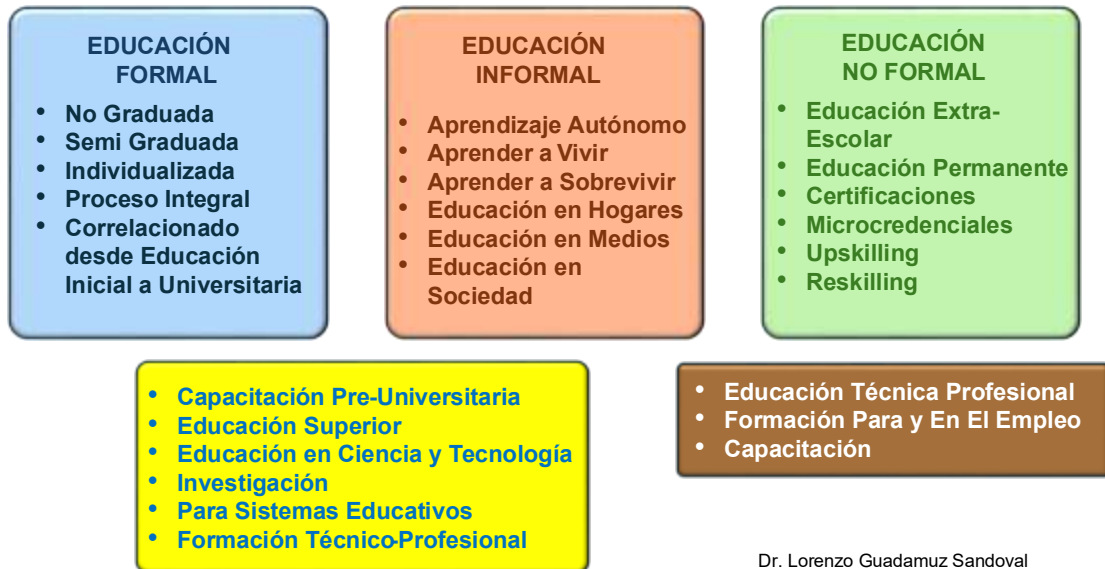 EDUCACIÓN
FORMAL
• No Graduada
• Semi Graduada
• Individualizada
• Proceso Integral
• Correlacionado
desde Educación
Inicial a Universitaria
EDUCACIÓN
INFORMAL
• Aprendizaje Autónomo
• Aprender a Vivir
• Aprender a Sobrevivir
• Educación en Hogares
• Educación en Medios
• Educación en
Sociedad
EDUCACIÓN
NO FORMAL
• Educación Extra-
Escolar
• Educación Permanente
• Certificaciones
• Microcredenciales
• Upskilling
• Reskilling
• Capacitación Pre-Universitaria
• Educación Superior
• Educación en Ciencia y Tecnología
• Investigación
• Para Sistemas Educativos
• Formación Técnico-Profesional
• Educación Técnica Profesional
• Formación Para y En El Empleo
• Capacitación
Dr. Lorenzo Guadamuz Sandoval